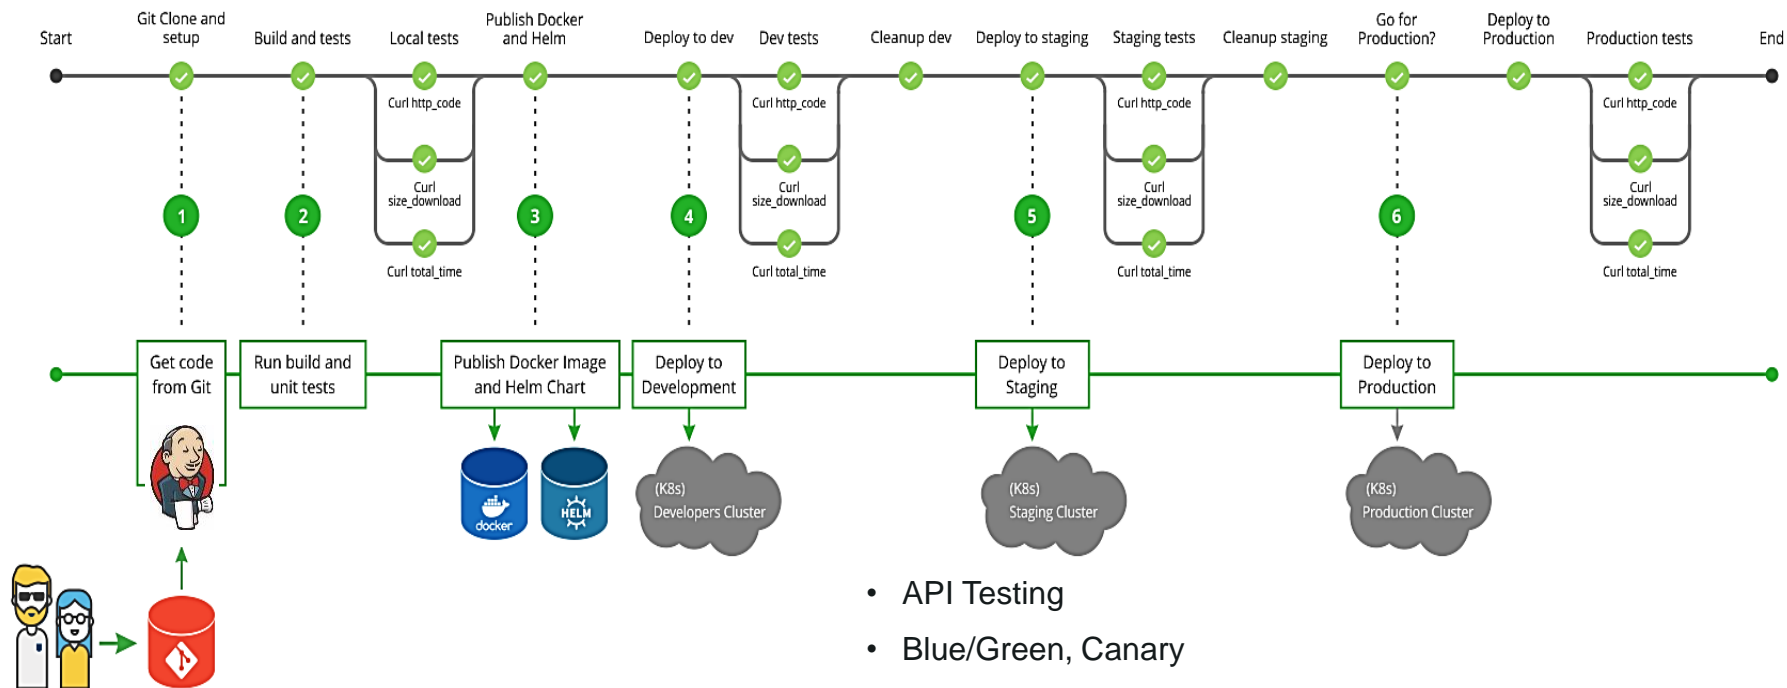 Start
Git Clone and
setup
Build and tests
Local tests
Publish Docker
and Helm
Deploy to dev
Dev tests
Cleanup dev
Deploy to staging
Staging tests
Cleanup staging
Go for
Production?
Deploy to
Production
Production tests
End
Curl http_code
Curl http_code
Curl http_code
Curl http_code
Curl
size_download
Curl
size_download
Curl
size_download
Curl
size_download
1
2
3
4
5
6
Curl total_time
Curl total_time
Curl total_time
Curl total_time
Get code
from Git
Run build and
unit tests
Publish Docker Image
and Helm Chart
Deploy to
Development
Deploy to
Staging
Deploy to
Production
docker
HELM
(K8s)
Developers Cluster
(K8s)
Staging Cluster
(K8s)
Production Cluster
• API Testing
• Blue/Green, Canary